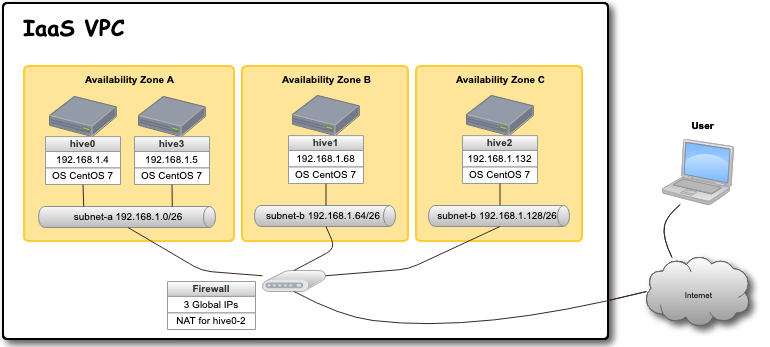 IaaS VPC
Availability Zone A
hive0
192.168.1.4
OS CentOS 7
hive3
192.168.1.5
OS CentOS 7
subnet-a 192.168.1.0/26
Availability Zone B
hive1
192.168.1.68
OS CentOS 7
subnet-b 192.168.1.64/26
Availability Zone C
hive2
192.168.1.132
OS CentOS 7
subnet-b 192.168.1.128/26
Firewall
3 Global IPs
NAT for hive0-2
User
Internet